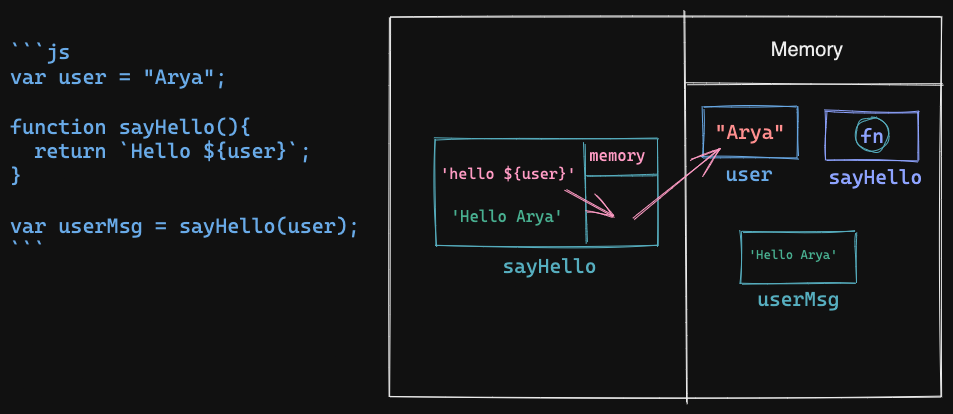 ```js
var user = "Arya";
function sayHello(){
return `Hello ${user}`;
}
var userMsg = sayHello(user);
```
Memory
memory
'hello ${user}'
'Hello Arya'
sayHello
"Arya"
user
fn
sayHello
'Hello Arya'
userMsg